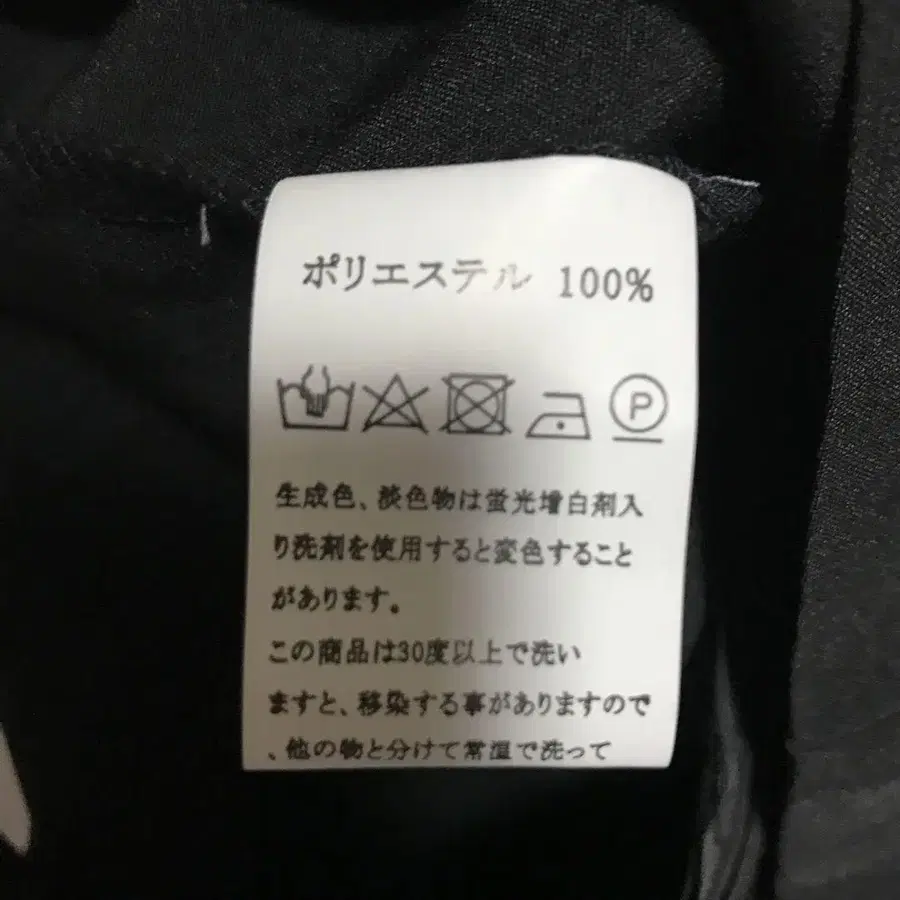 ポリエステル 100%
P
生成色、淡色物は蛍光増白剤入
り洗剤を使用すると変色すること
があります。
この商品は30度以上で洗い
ますと、移染する事がありますので
、他の物と分けて常温で洗って